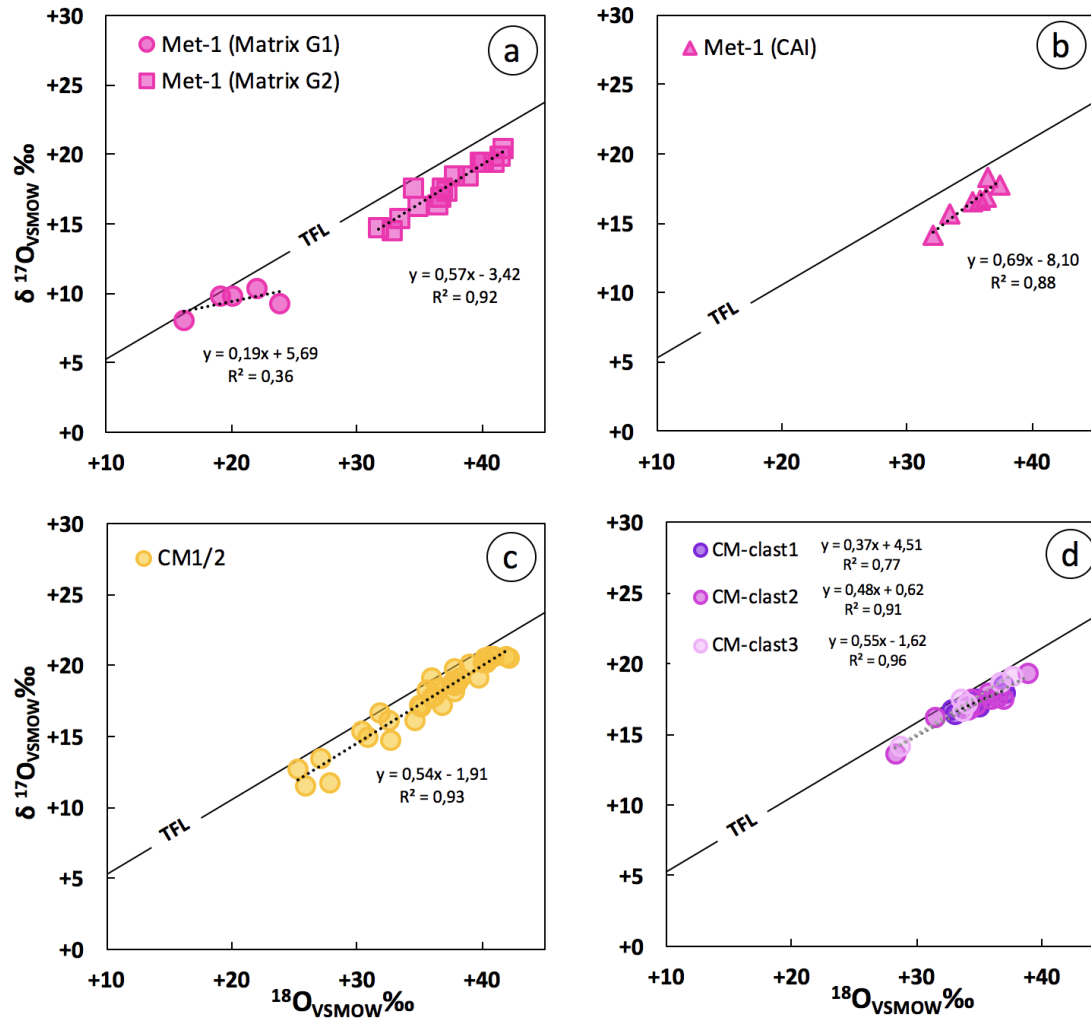 a
Met-1 (Matrix G1)
Met-1 (Matrix G2)
+30
+25
+20
+15
+10
+5
+0
δ ¹⁷O_VSMOW ‰
TFL
y = 0,57x - 3,42
R² = 0,92
y = 0,19x + 5,69
R² = 0,36
+10 +20 +30 +40
b
Met-1 (CAI)
+30
+25
+20
+15
+10
+5
+0
TFL
y = 0,69x - 8,10
R² = 0,88
+10 +20 +30 +40
c
CM1/2
+30
+25
+20
+15
+10
+5
+0
δ ¹⁷O_VSMOW‰
TFL
y = 0,54x - 1,91
R² = 0,93
+10 +20 +30 +40
¹⁸O_VSMOW‰
d
CM-clast1 y = 0,37x + 4,51
R² = 0,77
CM-clast2 y = 0,48x + 0,62
R² = 0,91
CM-clast3 y = 0,55x - 1,62
R² = 0,96
+30
+25
+20
+15
+10
+5
+0
TFL
+10 +20 +30 +40
¹⁸O_VSMOW‰